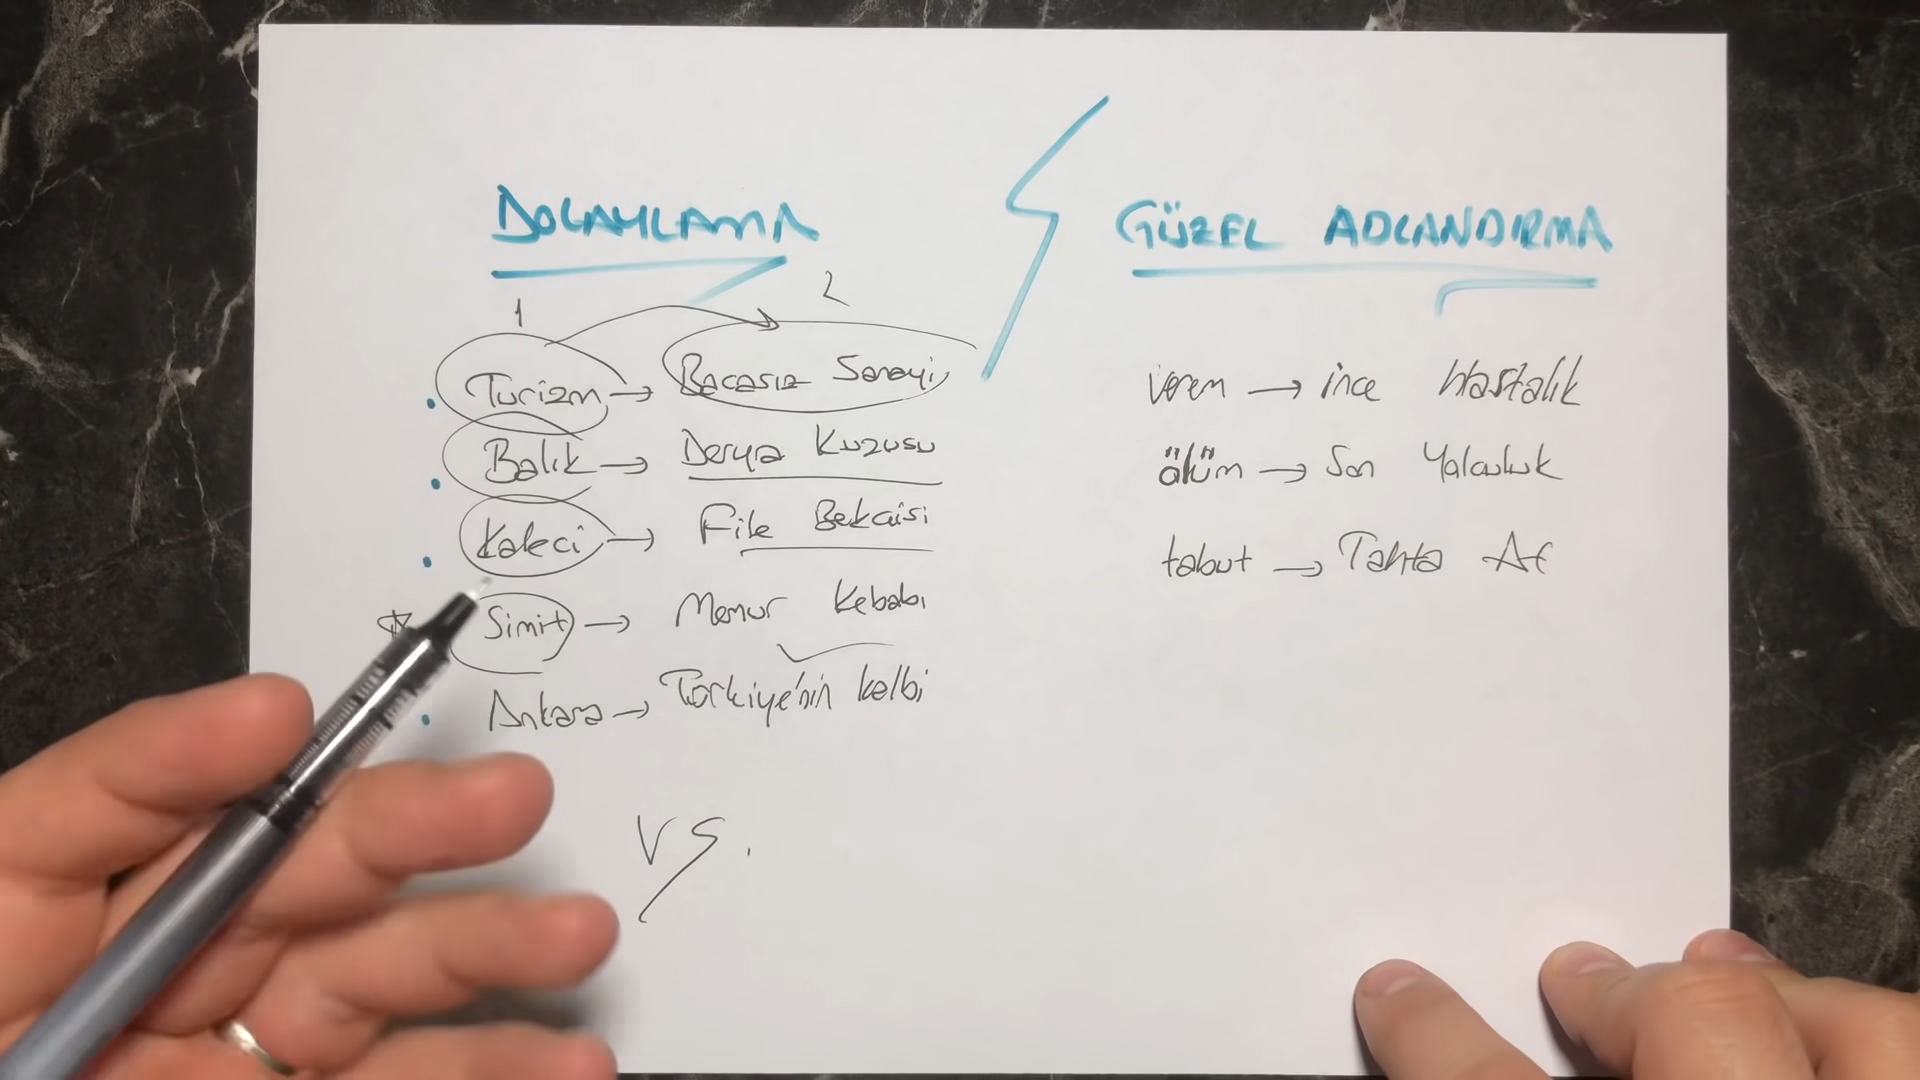 DOLAYLAMA
1 2
Turizm → Bacasız Sanayi
Balık → Derya Kuzusu
Kaleci → File Bekçisi
Simit → Memur Kebabı
Ankara → Türkiye'nin kalbi
VS.
GÜZEL ADLANDIRMA
verem → ince Hastalık
ölüm → Son Yolculuk
tabut → Tahta At